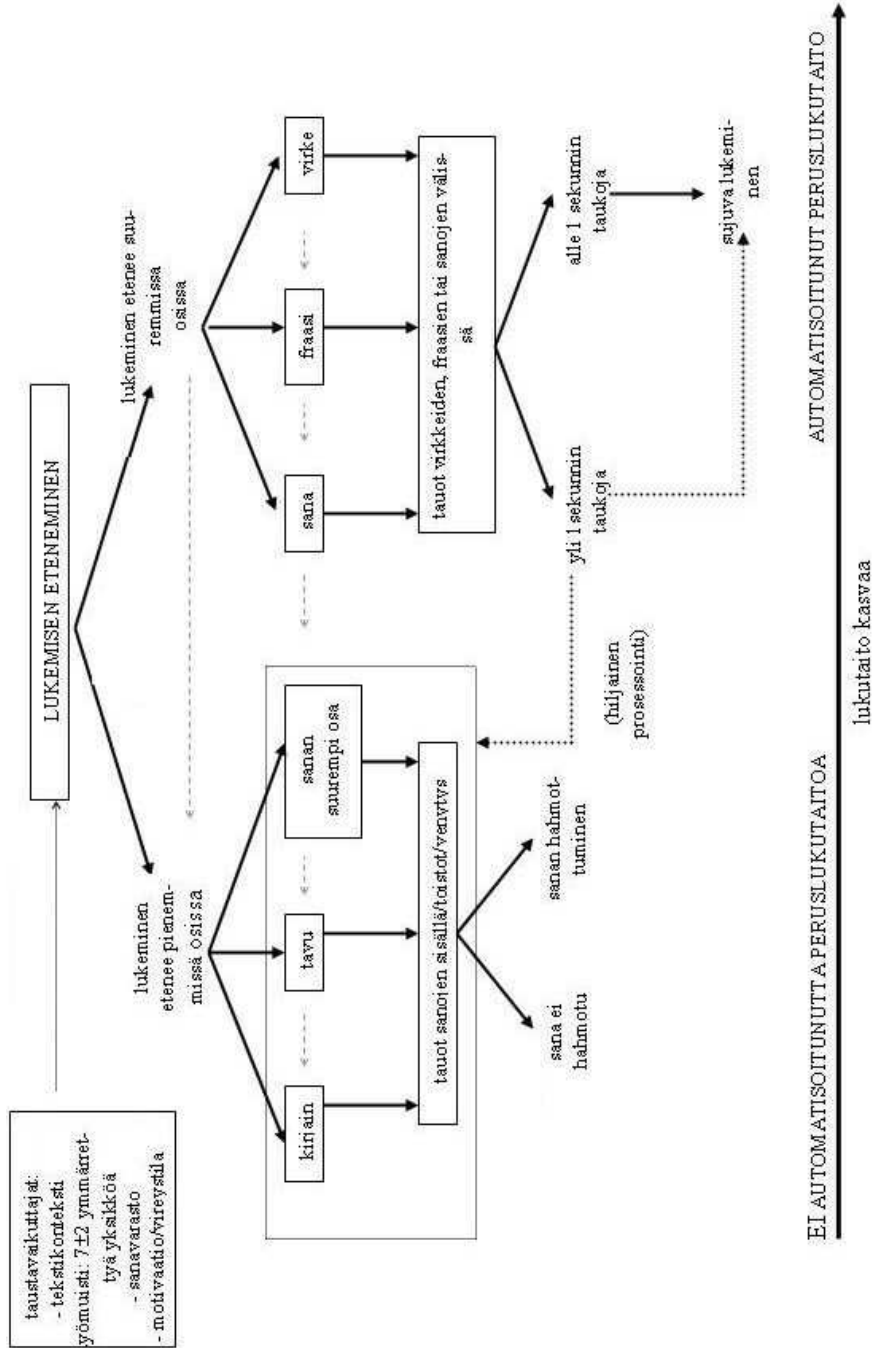 taustavaikuttajat:
- tekstikonteksti
yömuisti: 7±2 ymmärret-
tyä yksikköä
- sanavarasto
- motivaatio/vireystila
LUKEMISEN ETENEMINEN
lukeminen
etenee pienem-
missä osissa
lukeminen etenee suu-
remmissa
osissa
kirjain
tavu
sanan
suurempi osa
sana
fraasi
virke
tauot sanojen sisällä/toistot/venytys
tauot virkkeiden, fraasien tai sanojen välis-
sä
sana ei
hahmotu
sanan hahmot-
tuminen
(hiljainen
prosessointi)
yli 1 sekunnin
taukoja
alle 1 sekunnin
taukoja
sujuva lukemi-
nen
EI AUTOMATISOITUNUTTA PERUSLUKUTAITOA
AUTOMATISOITUNUT PERUSLUKUTAITO
lukutaito kasvaa